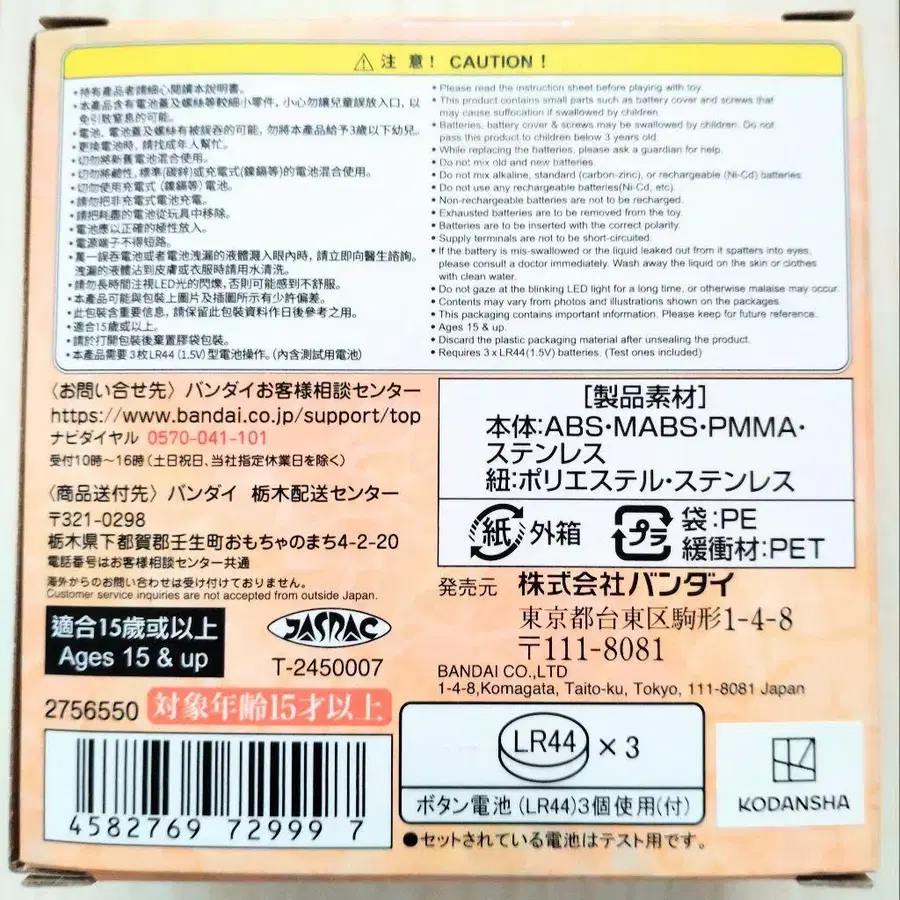 ⚠ 注 意! CAUTION!
•持有產品者請細心閱讀本說明書。
•本產品含有電池蓋及螺絲等較細小零件，小心勿讓兒童誤放入口，以
免引致窒息的可能。
•電池、電池蓋及螺絲有被誤吞的可能，勿將本產品給予3歲以下幼兒。
•更換電池時，請找成年人幫忙。
•切勿將新舊電池混合使用。
•切勿將鹼性，標準(碳鋅)或充電式(鎳鎘等)的電池混合使用。
•切勿使用充電式 (鎳鎘等) 電池。
•請勿把非充電式電池充電。
•請把耗盡的電池從玩具中移除。
•電池應以正確的極性放入。
•電源端子不得短路。
•萬一誤吞電池或者電池洩漏的液體濺入眼內時，請立即向醫生諮詢。
洩漏的液體沾到皮膚或衣服時請用水清洗。
•請勿長時間注視LED光的閃爍，否則可能感到不舒服。
•本產品可能與包裝上圖片及插圖所示有少許偏差。
•此包裝含重要信息，請保留此包裝資料作日後參考之用。
•適合15歲或以上。
•請於打開包裝後棄置膠袋包裝。
•本產品需要 3 枚LR44 (1.5V) 型電池操作。(內含測試用電池)
• Please read the instruction sheet before playing with toy.
• This product contains small parts such as battery cover and screws that
may cause suffocation if swallowed by children.
• Batteries, battery cover & screws may be swallowed by children. Do not
pass this product to children below 3 years old.
• While replacing the batteries, please ask a guardian for help.
• Do not mix old and new batteries.
• Do not mix alkaline, standard (carbon-zinc), or rechargeable (Ni-Cd) batteries.
• Do not use any rechargeable batteries(Ni-Cd, etc).
• Non-rechargeable batteries are not to be recharged.
• Exhausted batteries are to be removed from the toy.
• Batteries are to be inserted with the correct polarity.
• Supply terminals are not to be short-circuited.
• If the battery is mis-swallowed or the liquid leaked out from it spatters into eyes,
please consult a doctor immediately. Wash away the liquid on the skin or clothes
with clean water.
• Do not gaze at the blinking LED light for a long time, or otherwise malaise may occur.
• Contents may vary from photos and illustrations shown on the packages.
• This packaging contains important information. Please keep for future reference.
• Ages 15 & up.
• Discard the plastic packaging material after unsealing the product.
• Requires 3 x LR44(1.5V) batteries. (Test ones included)
〈お問い合せ先〉バンダイお客様相談センター
https://www.bandai.co.jp/support/top
ナビダイヤル 0570-041-101
受付10時～16時(土日祝日、当社指定休業日を除く)
〈商品送付先〉バンダイ 栃木配送センター
〒321-0298
栃木県下都賀郡壬生町おもちゃのまち4-2-20
電話番号はお客様相談センター共通
海外からのお問い合わせは受け付けておりません。
Customer service inquiries are not accepted from outside Japan.
[製品素材]
本体:ABS・MABS・PMMA・
ステンレス
紐:ポリエステル・ステンレス
紙 外箱
プラ 袋:PE
緩衝材:PET
発売元 株式会社バンダイ
東京都台東区駒形1-4-8
〒111-8081
BANDAI CO.,LTD
1-4-8,Komagata, Taito-ku, Tokyo, 111-8081 Japan
適合15歲或以上
Ages 15 & up
JASRAC
T-2450007
2756550 対象年齢15才以上
4582769 72999 7
LR44 × 3
ボタン電池(LR44)3個使用(付)
●セットされている電池はテスト用です。
KODANSHA